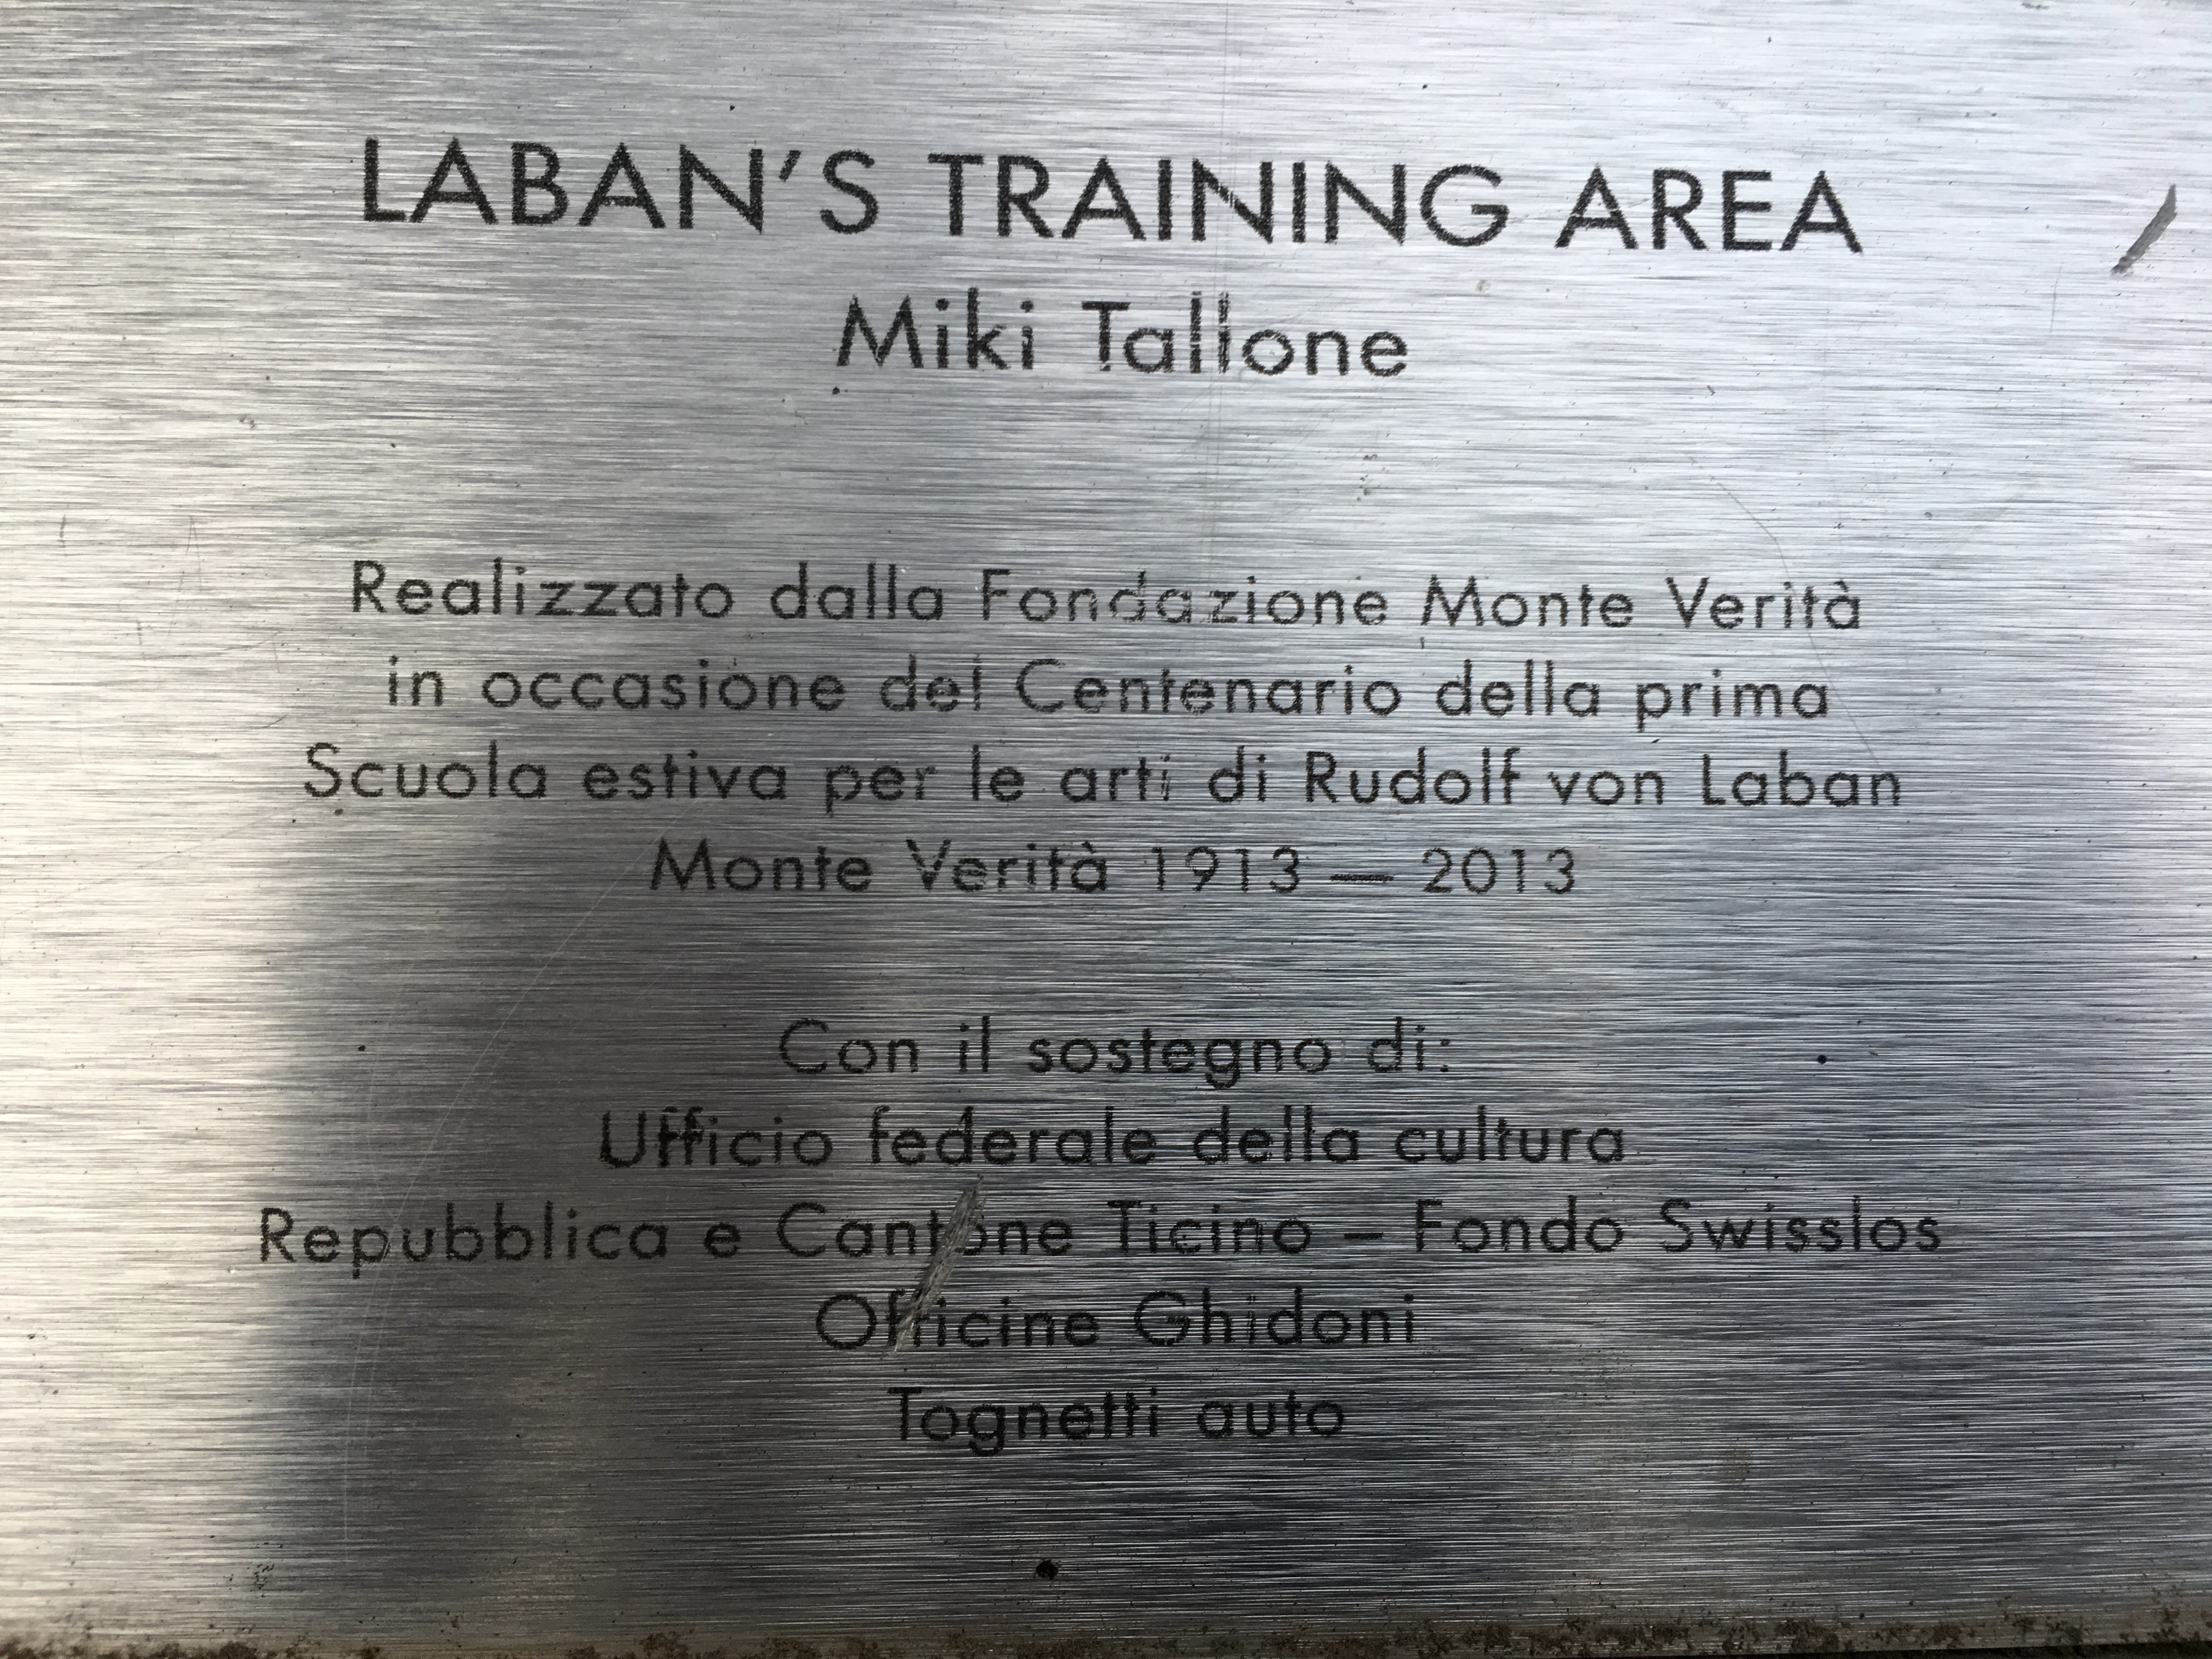 LABAN'S TRAINING AREA
Miki Tallone
Realizzato dalla Fondazione Monte Verità
in occasione del Centenario della prima
Scuola estiva per le arti di Rudolf von Laban
Monte Verità 1913 — 2013
Con il sostegno di:
Ufficio federale della cultura
Repubblica e Cantone Ticino – Fondo Swisslos
Officine Ghidoni
Tognetti auto